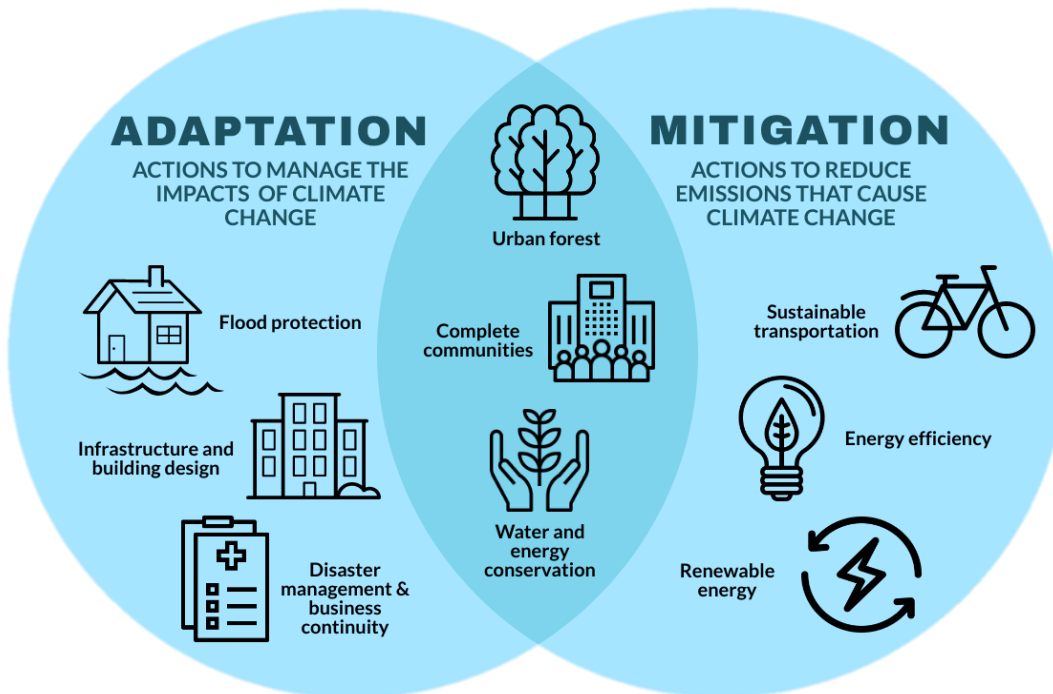 ADAPTATION
ACTIONS TO MANAGE THE
IMPACTS OF CLIMATE
CHANGE
Flood protection
Infrastructure and
building design
Disaster
management &
business
continuity
Urban forest
Complete
communities
Water and
energy
conservation
MITIGATION
ACTIONS TO REDUCE
EMISSIONS THAT CAUSE
CLIMATE CHANGE
Sustainable
transportation
Energy efficiency
Renewable
energy